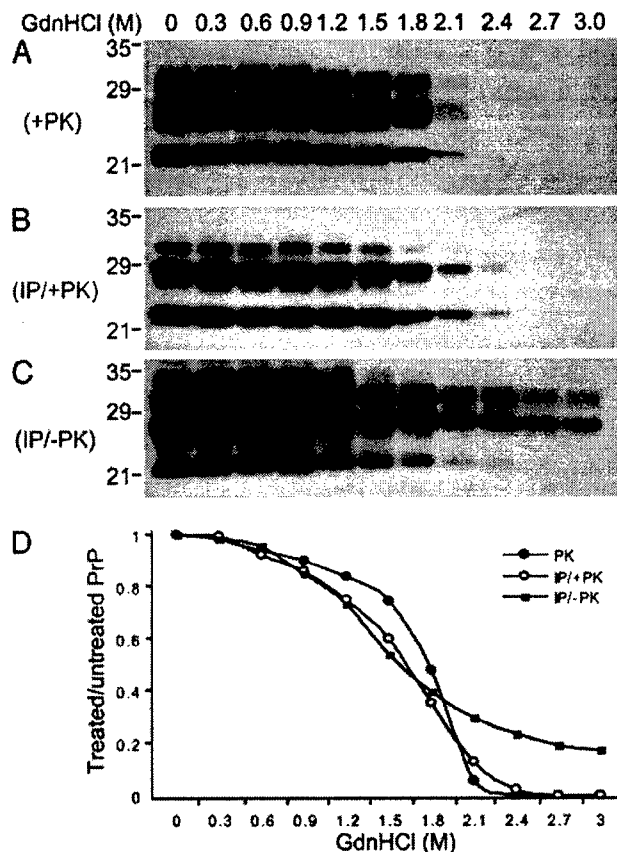 GdnHCl (M) 0 0.3 0.6 0.9 1.2 1.5 1.8 2.1 2.4 2.7 3.0
A
35-
29-
(+PK)
21-
B
35-
29-
(IP/+PK)
21-
C
35-
29-
(IP/-PK)
21-
D
1
0.8
0.6
0.4
0.2
0
Treated/untreated PrP
PK
IP/+PK
IP/-PK
0 0.3 0.6 0.9 1.2 1.5 1.8 2.1 2.4 2.7 3
GdnHCl (M)